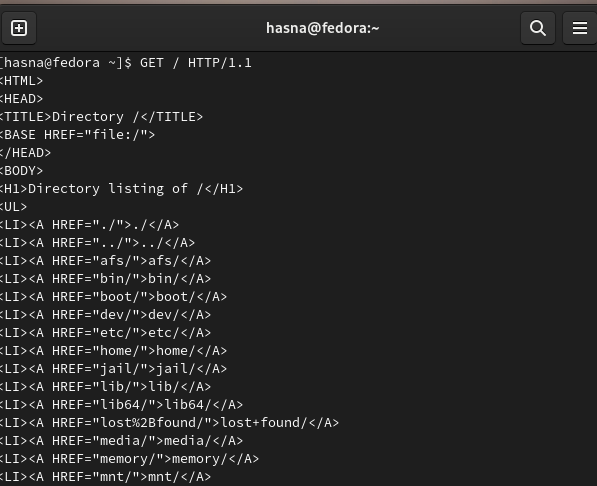 hasna@fedora:~
[hasna@fedora ~]$ GET / HTTP/1.1
<HTML>
<HEAD>
<TITLE>Directory /</TITLE>
<BASE HREF="file:/">
</HEAD>
<BODY>
<H1>Directory listing of /</H1>
<UL>
<LI><A HREF="./">./</A>
<LI><A HREF="../">../</A>
<LI><A HREF="afs/">afs/</A>
<LI><A HREF="bin/">bin/</A>
<LI><A HREF="boot/">boot/</A>
<LI><A HREF="dev/">dev/</A>
<LI><A HREF="etc/">etc/</A>
<LI><A HREF="home/">home/</A>
<LI><A HREF="jail/">jail/</A>
<LI><A HREF="lib/">lib/</A>
<LI><A HREF="lib64/">lib64/</A>
<LI><A HREF="lost%2Bfound/">lost+found/</A>
<LI><A HREF="media/">media/</A>
<LI><A HREF="memory/">memory/</A>
<LI><A HREF="mnt/">mnt/</A>